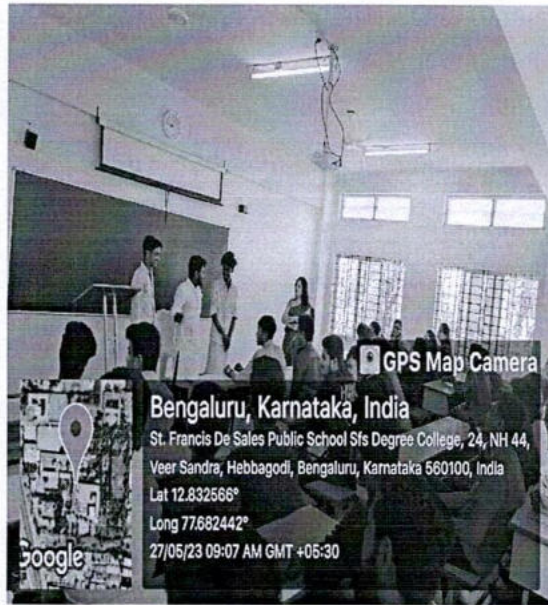 GPS Map Camera
Bengaluru, Karnataka, India
St. Francis De Sales Public School Sfs Degree College, 24, NH 44,
Veer Sandra, Hebbagodi, Bengaluru, Karnataka 560100, India
Lat 12.832566°
Long 77.682442°
27/05/23 09:07 AM GMT +05:30
Google